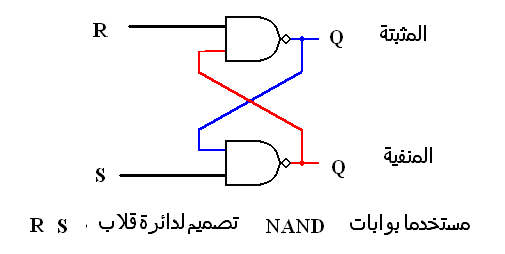 R Q المثبتة
S Q المنفية
مستخدما بوابات NAND تصميم لدائرة قلاب ، R S